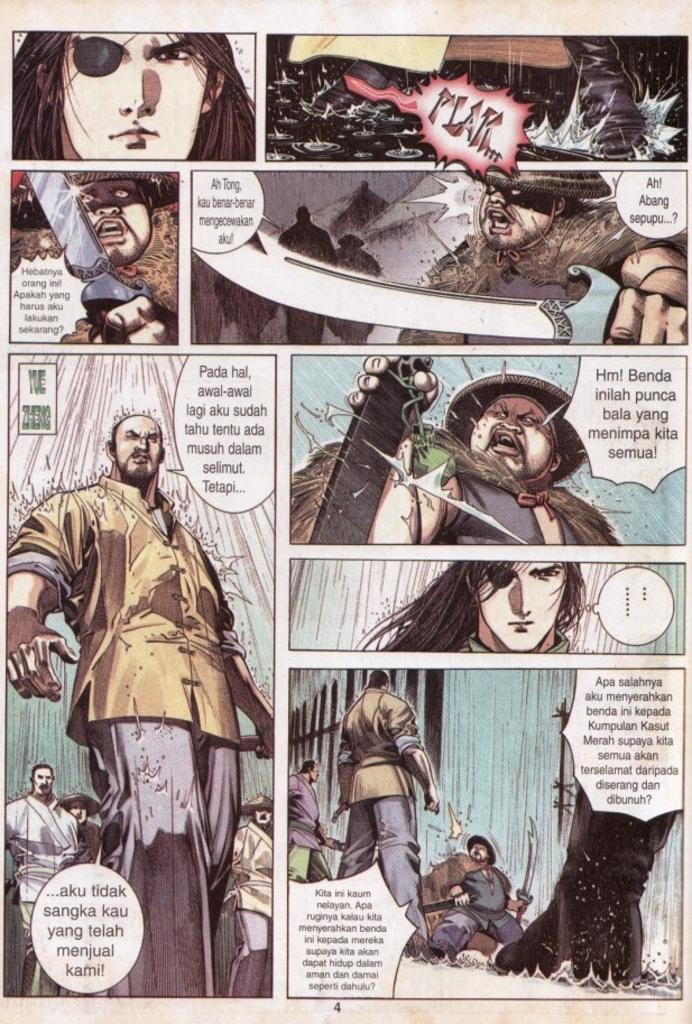 PLAR...
Hebatnya
orang ini!
Apakah yang
harus aku
lakukan
sekarang?
Ah Tong,
kau benar-benar
mengecewakan
aku!
Ah!
Abang
sepupu...?
YUE
ZHENG
Pada hal,
awal-awal
lagi aku sudah
tahu tentu ada
musuh dalam
selimut.
Tetapi...
...aku tidak
sangka kau
yang telah
menjual
kami!
Hm! Benda
inilah punca
bala yang
menimpa kita
semua!
......
Apa salahnya
aku menyerahkan
benda ini kepada
Kumpulan Kasut
Merah supaya kita
semua akan
terselamat daripada
diserang dan
dibunuh?
Kita ini kaum
nelayan. Apa
ruginya kalau kita
menyerahkan benda
ini kepada mereka
supaya kita akan
dapat hidup dalam
aman dan damai
seperti dahulu?
4